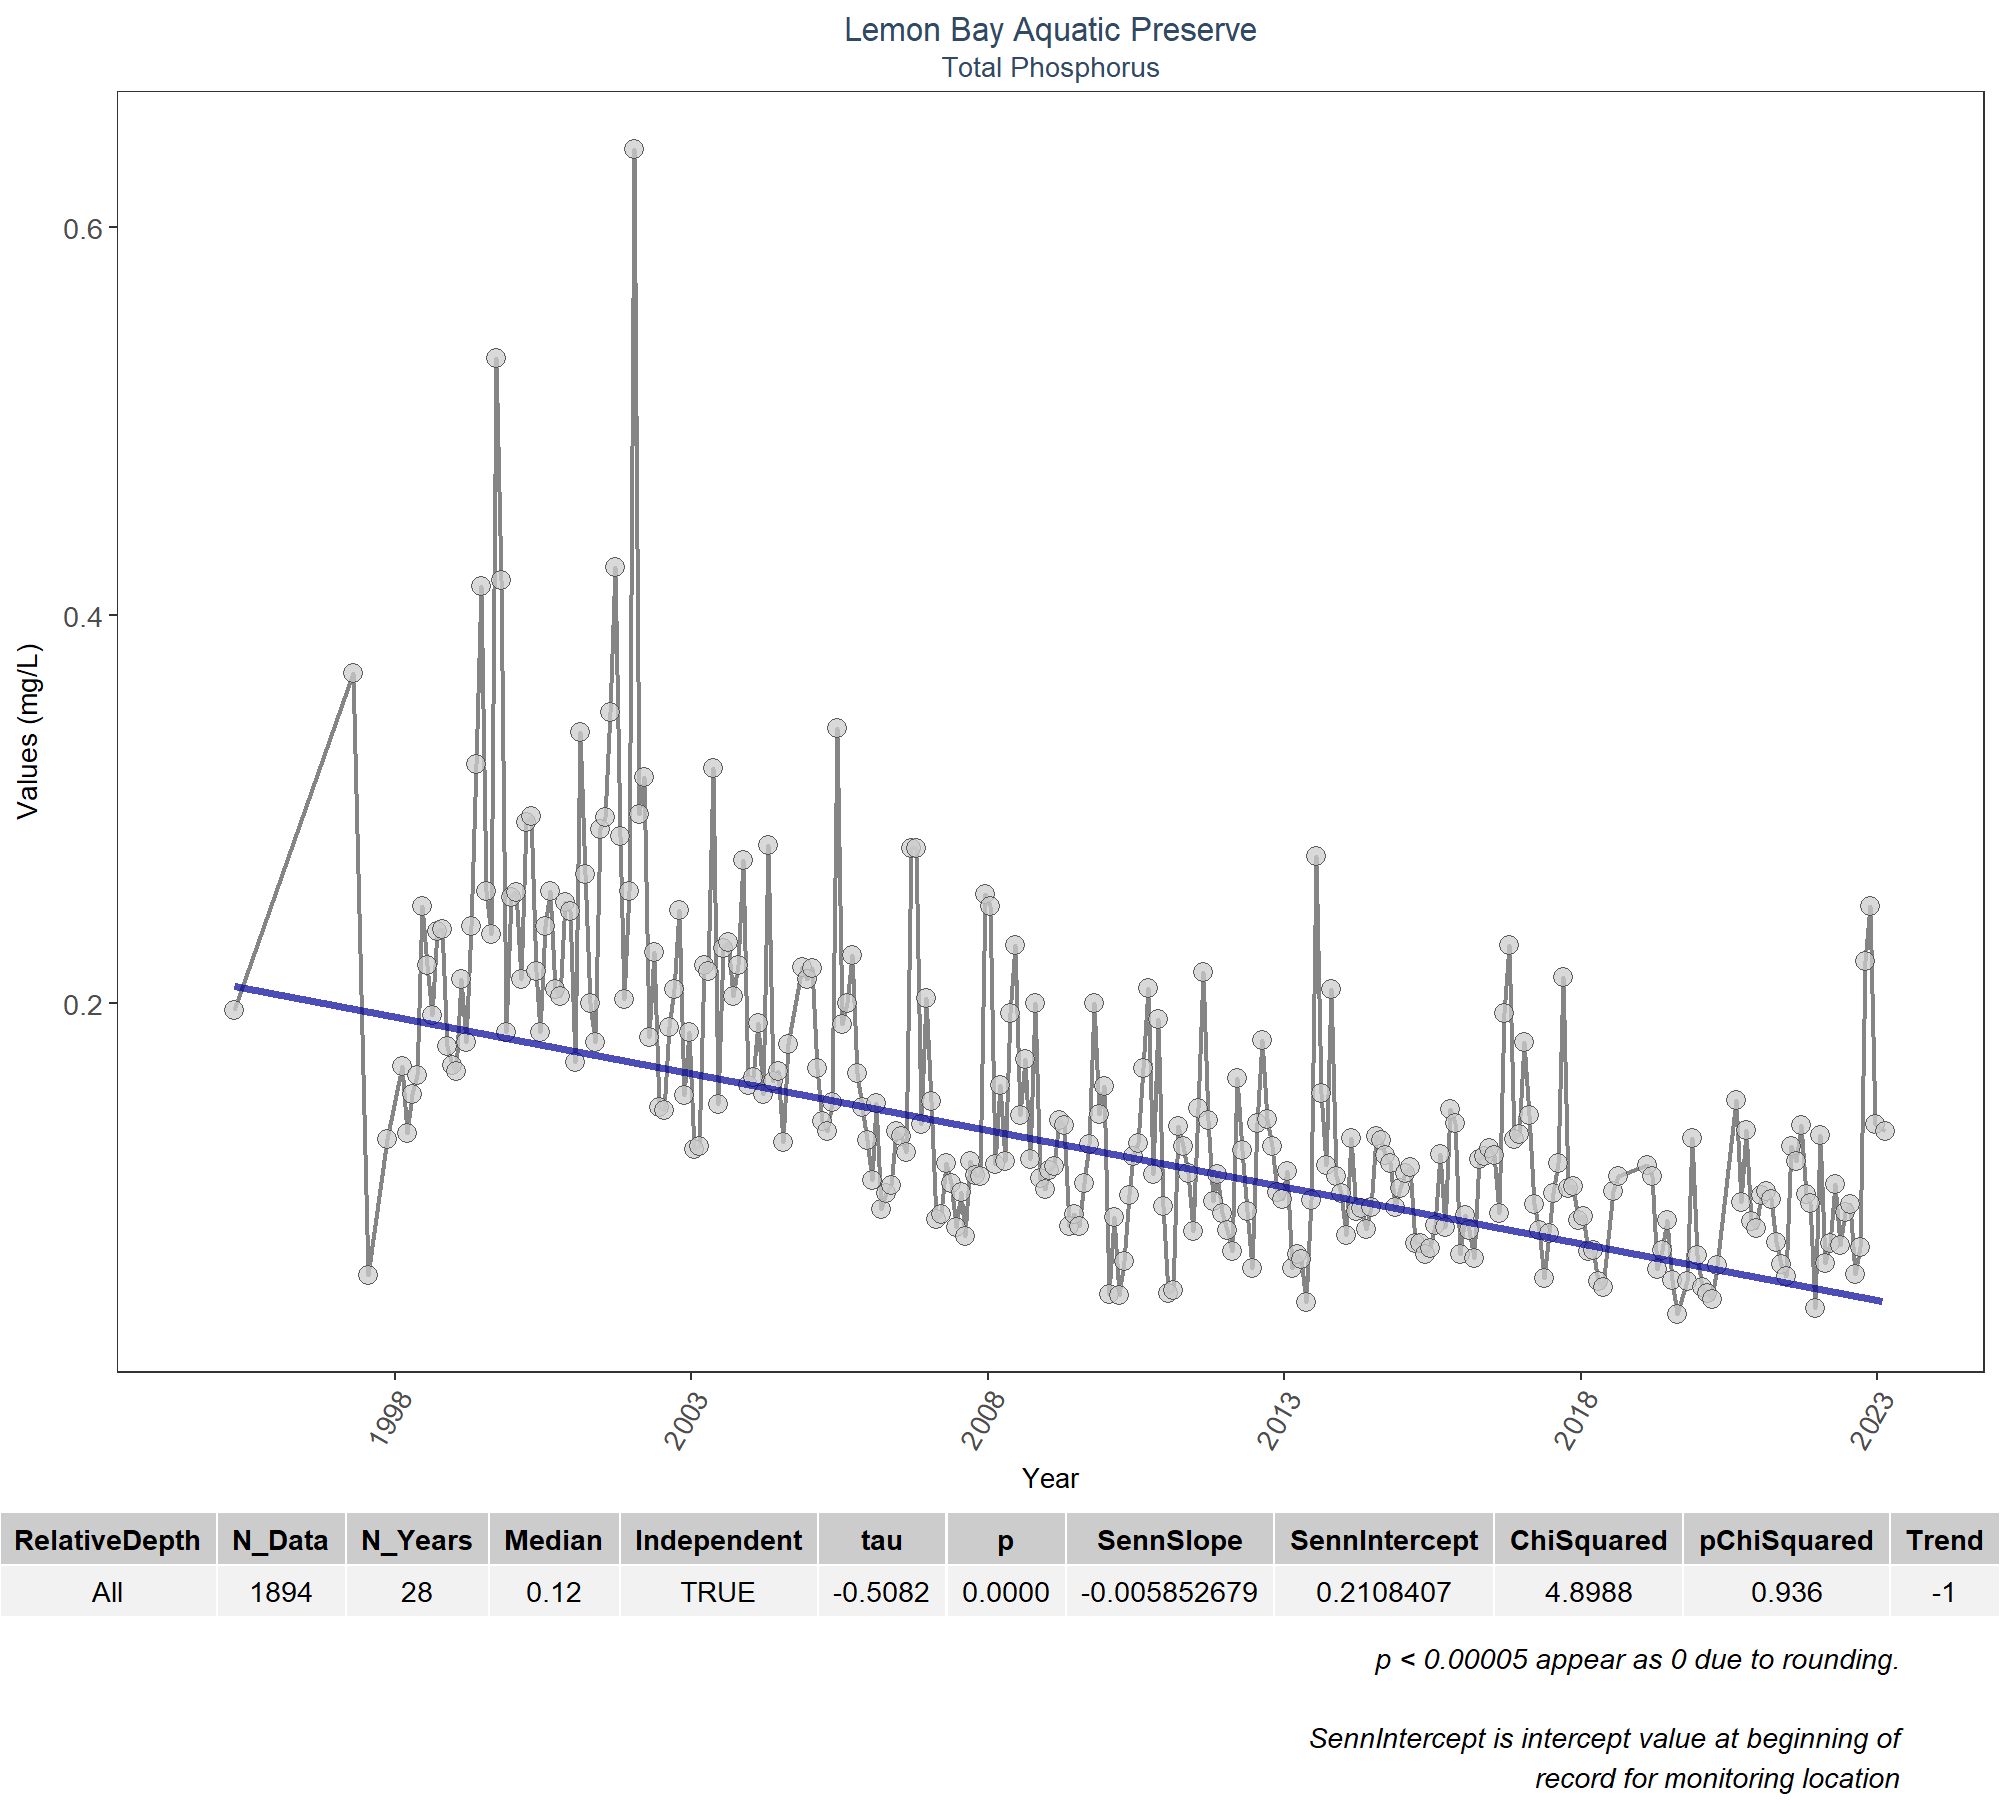 Lemon Bay Aquatic Preserve
Total Phosphorus
0.6
0.4
0.2
Values (mg/L)
1998
2003
2008
2013
2018
2023
Year
RelativeDepth N_Data N_Years Median Independent tau p SennSlope SennIntercept ChiSquared pChiSquared Trend
All 1894 28 0.12 TRUE -0.5082 0.0000 -0.005852679 0.2108407 4.8988 0.936 -1
p < 0.00005 appear as 0 due to rounding.
SennIntercept is intercept value at beginning of
record for monitoring location